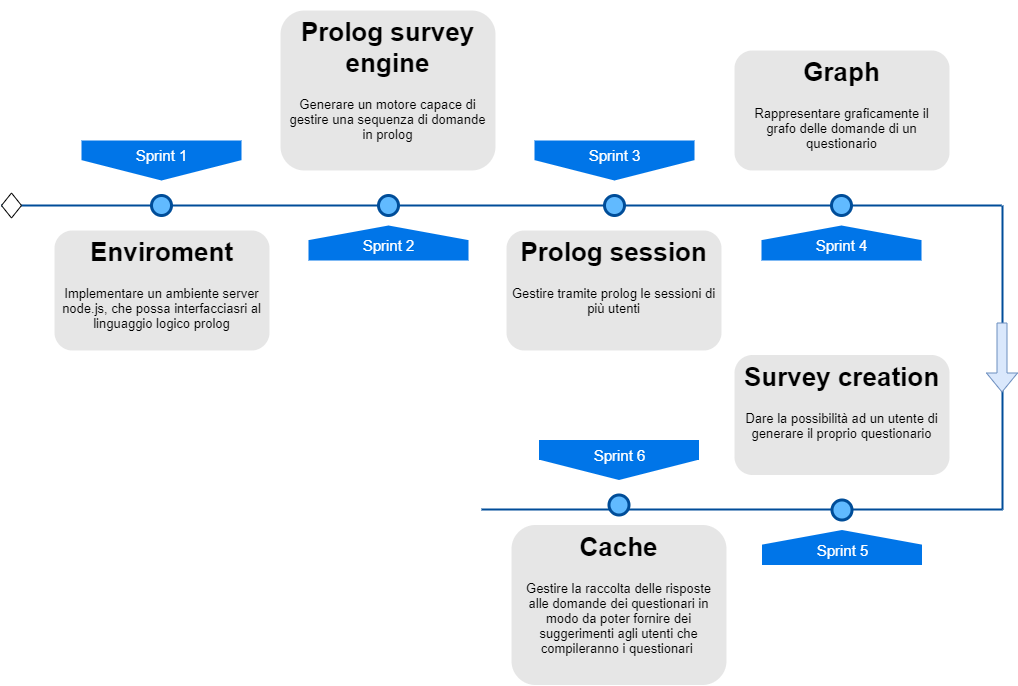 Prolog survey
engine
Generare un motore capace di
gestire una sequenza di domande
in prolog
Graph
Rappresentare graficamente il
grafo delle domande di un
questionario
Sprint 1
Sprint 3
Sprint 2
Sprint 4
Enviroment
Implementare un ambiente server
node.js, che possa interfacciasri al
linguaggio logico prolog
Prolog session
Gestire tramite prolog le sessioni di
più utenti
Survey creation
Dare la possibilità ad un utente di
generare il proprio questionario
Sprint 6
Sprint 5
Cache
Gestire la raccolta delle risposte
alle domande dei questionari in
modo da poter fornire dei
suggerimenti agli utenti che
compileranno i questionari